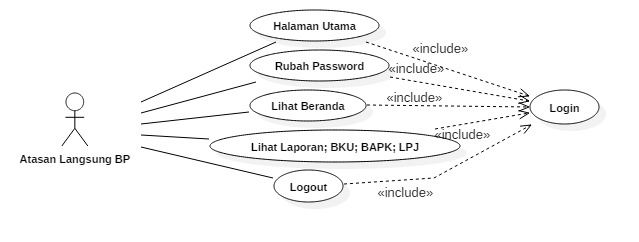 Halaman Utama
«include»
Rubah Password
«include»
Lihat Beranda
«include»
Login
«include»
Lihat Laporan; BKU; BAPK; LPJ
Atasan Langsung BP
Logout
«include»